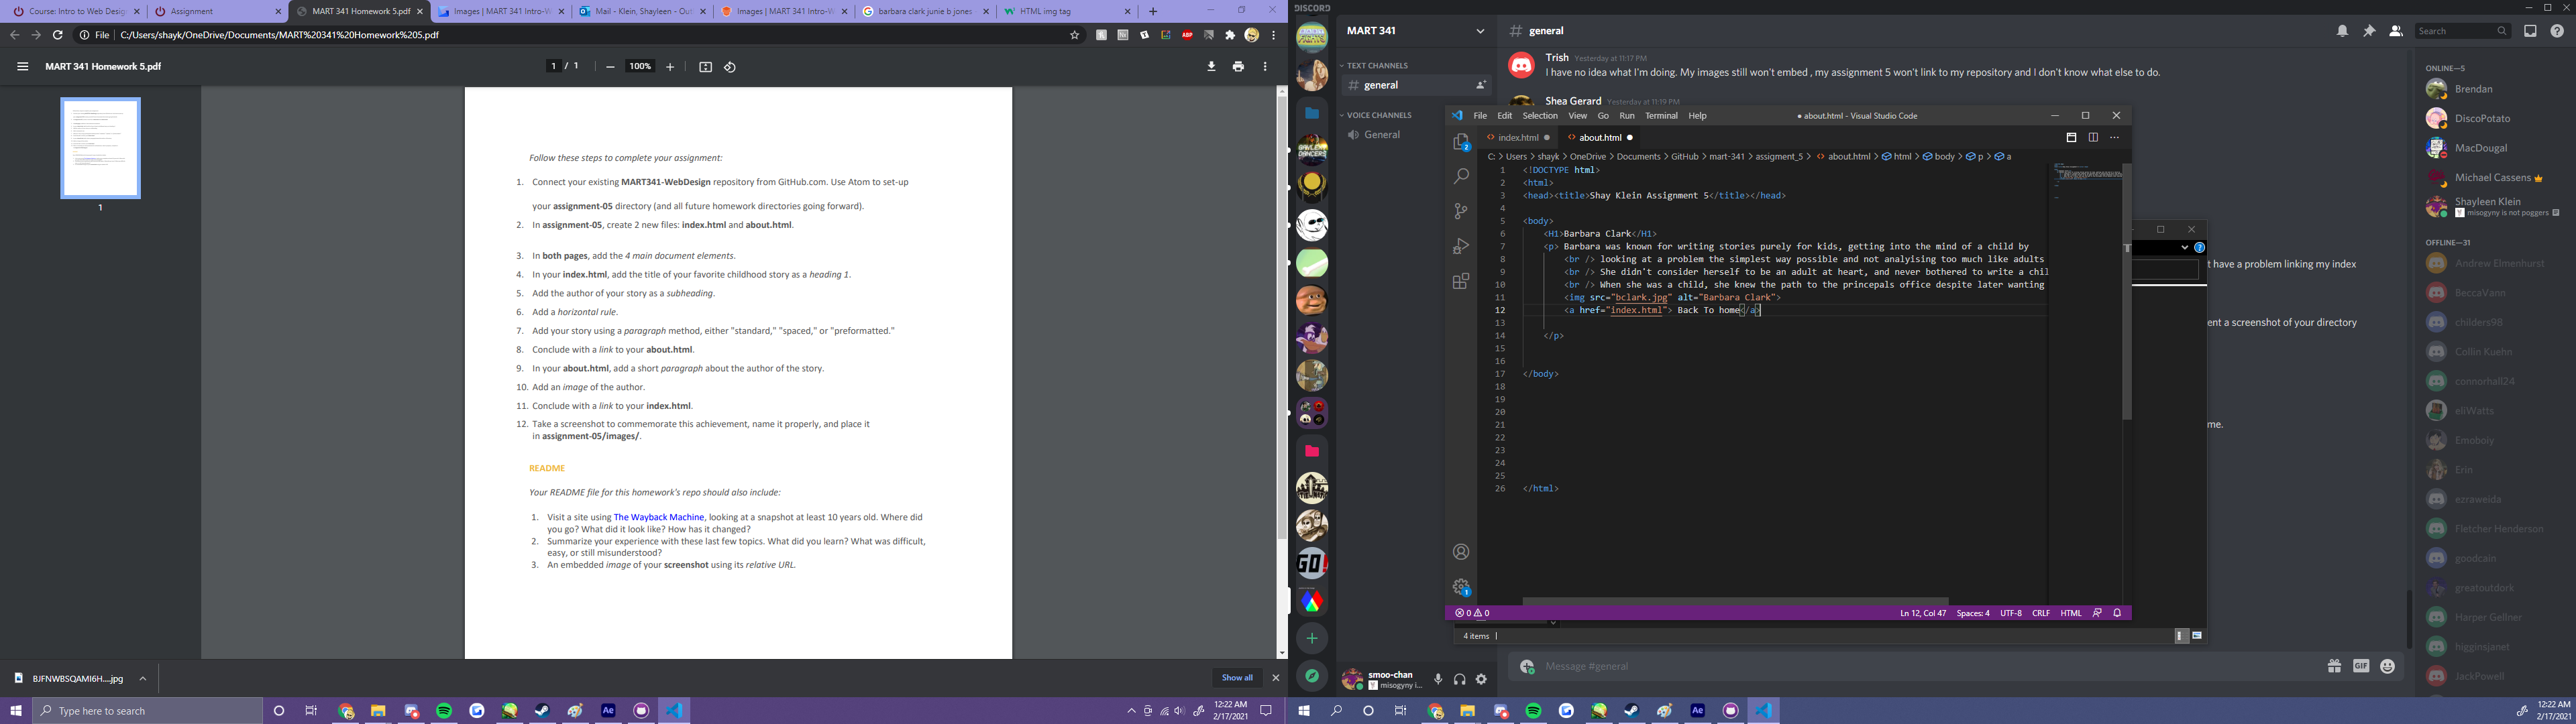 Course: Intro to Web Desig
Assignment
MART 341 Homework 5.pdf
Images | MART 341 Intro-W
Mail - Klein, Shayleen - Out
Images | MART 341 Intro-W
barbara clark junie b jones
HTML img tag
File | C:/Users/shayk/OneDrive/Documents/MART%20341%20Homework%205.pdf
MART 341 Homework 5.pdf
1 / 1
100%
1
Follow these steps to complete your assignment:
1. Connect your existing MART341-WebDesign repository from GitHub.com. Use Atom to set-up
your assignment-05 directory (and all future homework directories going forward).
2. In assignment-05, create 2 new files: index.html and about.html.
3. In both pages, add the 4 main document elements.
4. In your index.html, add the title of your favorite childhood story as a heading 1.
5. Add the author of your story as a subheading.
6. Add a horizontal rule.
7. Add your story using a paragraph method, either "standard," "spaced," or "preformatted."
8. Conclude with a link to your about.html.
9. In your about.html, add a short paragraph about the author of the story.
10. Add an image of the author.
11. Conclude with a link to your index.html.
12. Take a screenshot to commemorate this achievement, name it properly, and place it
in assignment-05/images/.
README
Your README file for this homework's repo should also include:
1. Visit a site using The Wayback Machine, looking at a snapshot at least 10 years old. Where did
you go? What did it look like? How has it changed?
2. Summarize your experience with these last few topics. What did you learn? What was difficult,
easy, or still misunderstood?
3. An embedded image of your screenshot using its relative URL.
BJFNWBSQAMI6H....jpg
Show all
Type here to search
12:22 AM
2/17/2021
DISCORD
MART 341
TEXT CHANNELS
# general
VOICE CHANNELS
General
# general
Search
Trish Yesterday at 11:17 PM
I have no idea what I'm doing. My images still won't embed , my assignment 5 won't link to my repository and I don't know what else to do.
Shea Gerard Yesterday at 11:19 PM
File Edit Selection View Go Run Terminal Help
● about.html - Visual Studio Code
index.html
about.html
C: > Users > shayk > OneDrive > Documents > GitHub > mart-341 > assigment_5 > about.html > html > body > p > a
1 <!DOCTYPE html>
2 <html>
3 <head><title>Shay Klein Assignment 5</title></head>
4
5 <body>
6 <H1>Barbara Clark</H1>
7 <p> Barbara was known for writing stories purely for kids, getting into the mind of a child by
8 <br /> looking at a problem the simplest way possible and not analyising too much like adults
9 <br /> She didn't consider herself to be an adult at heart, and never bothered to write a chil
10 <br /> When she was a child, she knew the path to the princepals office despite later wanting
11 <img src="bclark.jpg" alt="Barbara Clark">
12 <a href="index.html"> Back To home</a>
13
14 </p>
15
16
17 </body>
18
19
20
21
22
23
24
25
26 </html>
0 0
Ln 12, Col 47 Spaces: 4 UTF-8 CRLF HTML
4 items
t have a problem linking my index
ent a screenshot of your directory
me.
Message #general
GIF
smoo-chan
misogyny i...
ONLINE—5
Brendan
DiscoPotato
MacDougal
Michael Cassens
Shayleen Klein
misogyny is not poggers
OFFLINE—31
Andrew Elmenhurst
BeccaVann
childers98
Collin Kuehn
connorhall24
eliWatts
Emoboiy
Erin
ezraweida
Fletcher Henderson
goodcain
greatoutdork
Harper Gellner
higginsjanet
JackPowell
12:22 AM
2/17/2021